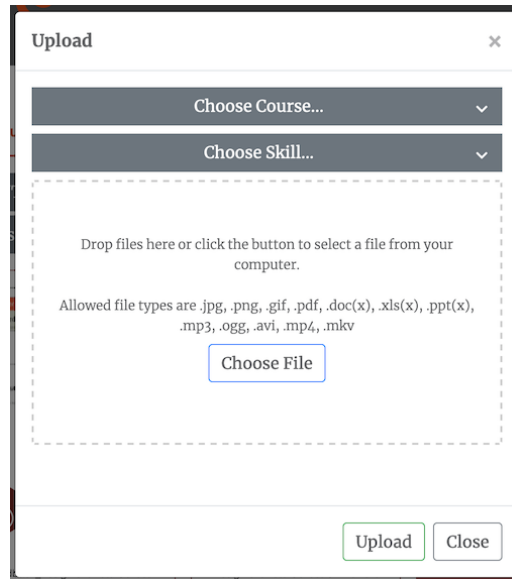 Upload
×
Choose Course...
Choose Skill...
Drop files here or click the button to select a file from your
computer.
Allowed file types are .jpg, .png, .gif, .pdf, .doc(x), .xls(x), .ppt(x),
.mp3, .ogg, .avi, .mp4, .mkv
Choose File
Upload Close